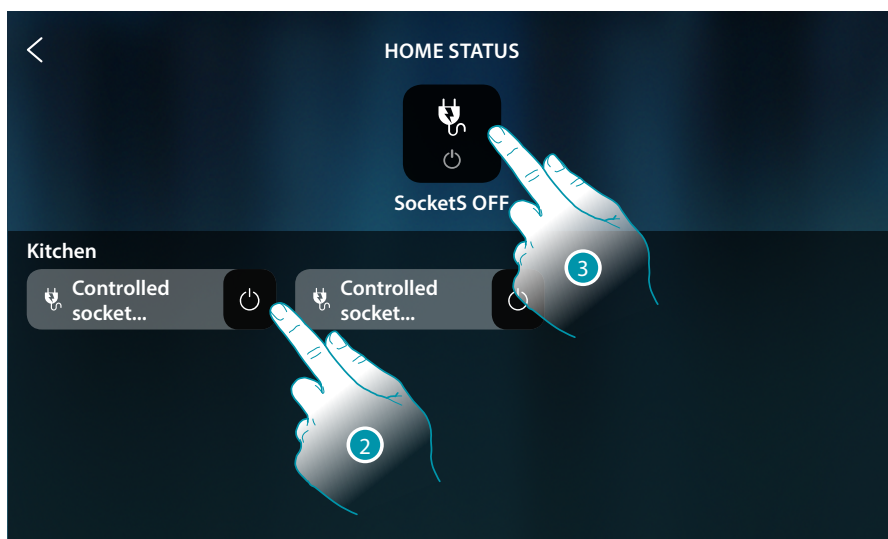 HOME STATUS
SocketS OFF
3
Kitchen
Controlled
socket...
Controlled
socket...
2